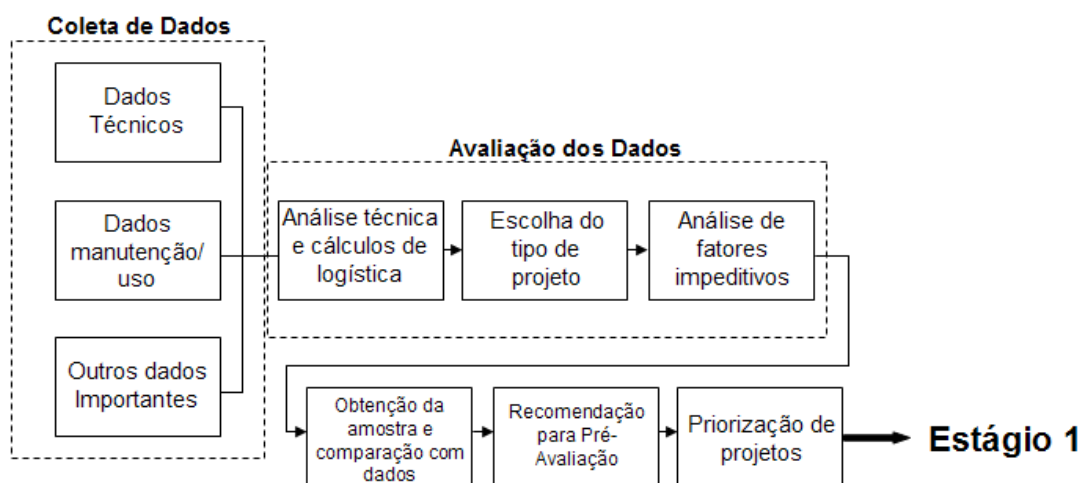 Coleta de Dados
Dados
Técnicos
Dados
manutenção/
uso
Outros dados
Importantes
Avaliação dos Dados
Análise técnica
e cálculos de
logística
Escolha do
tipo de
projeto
Análise de
fatores
impeditivos
Obtenção da
amostra e
comparação com
dados
Recomendação
para Pré-
Avaliação
Priorização de
projetos
Estágio 1